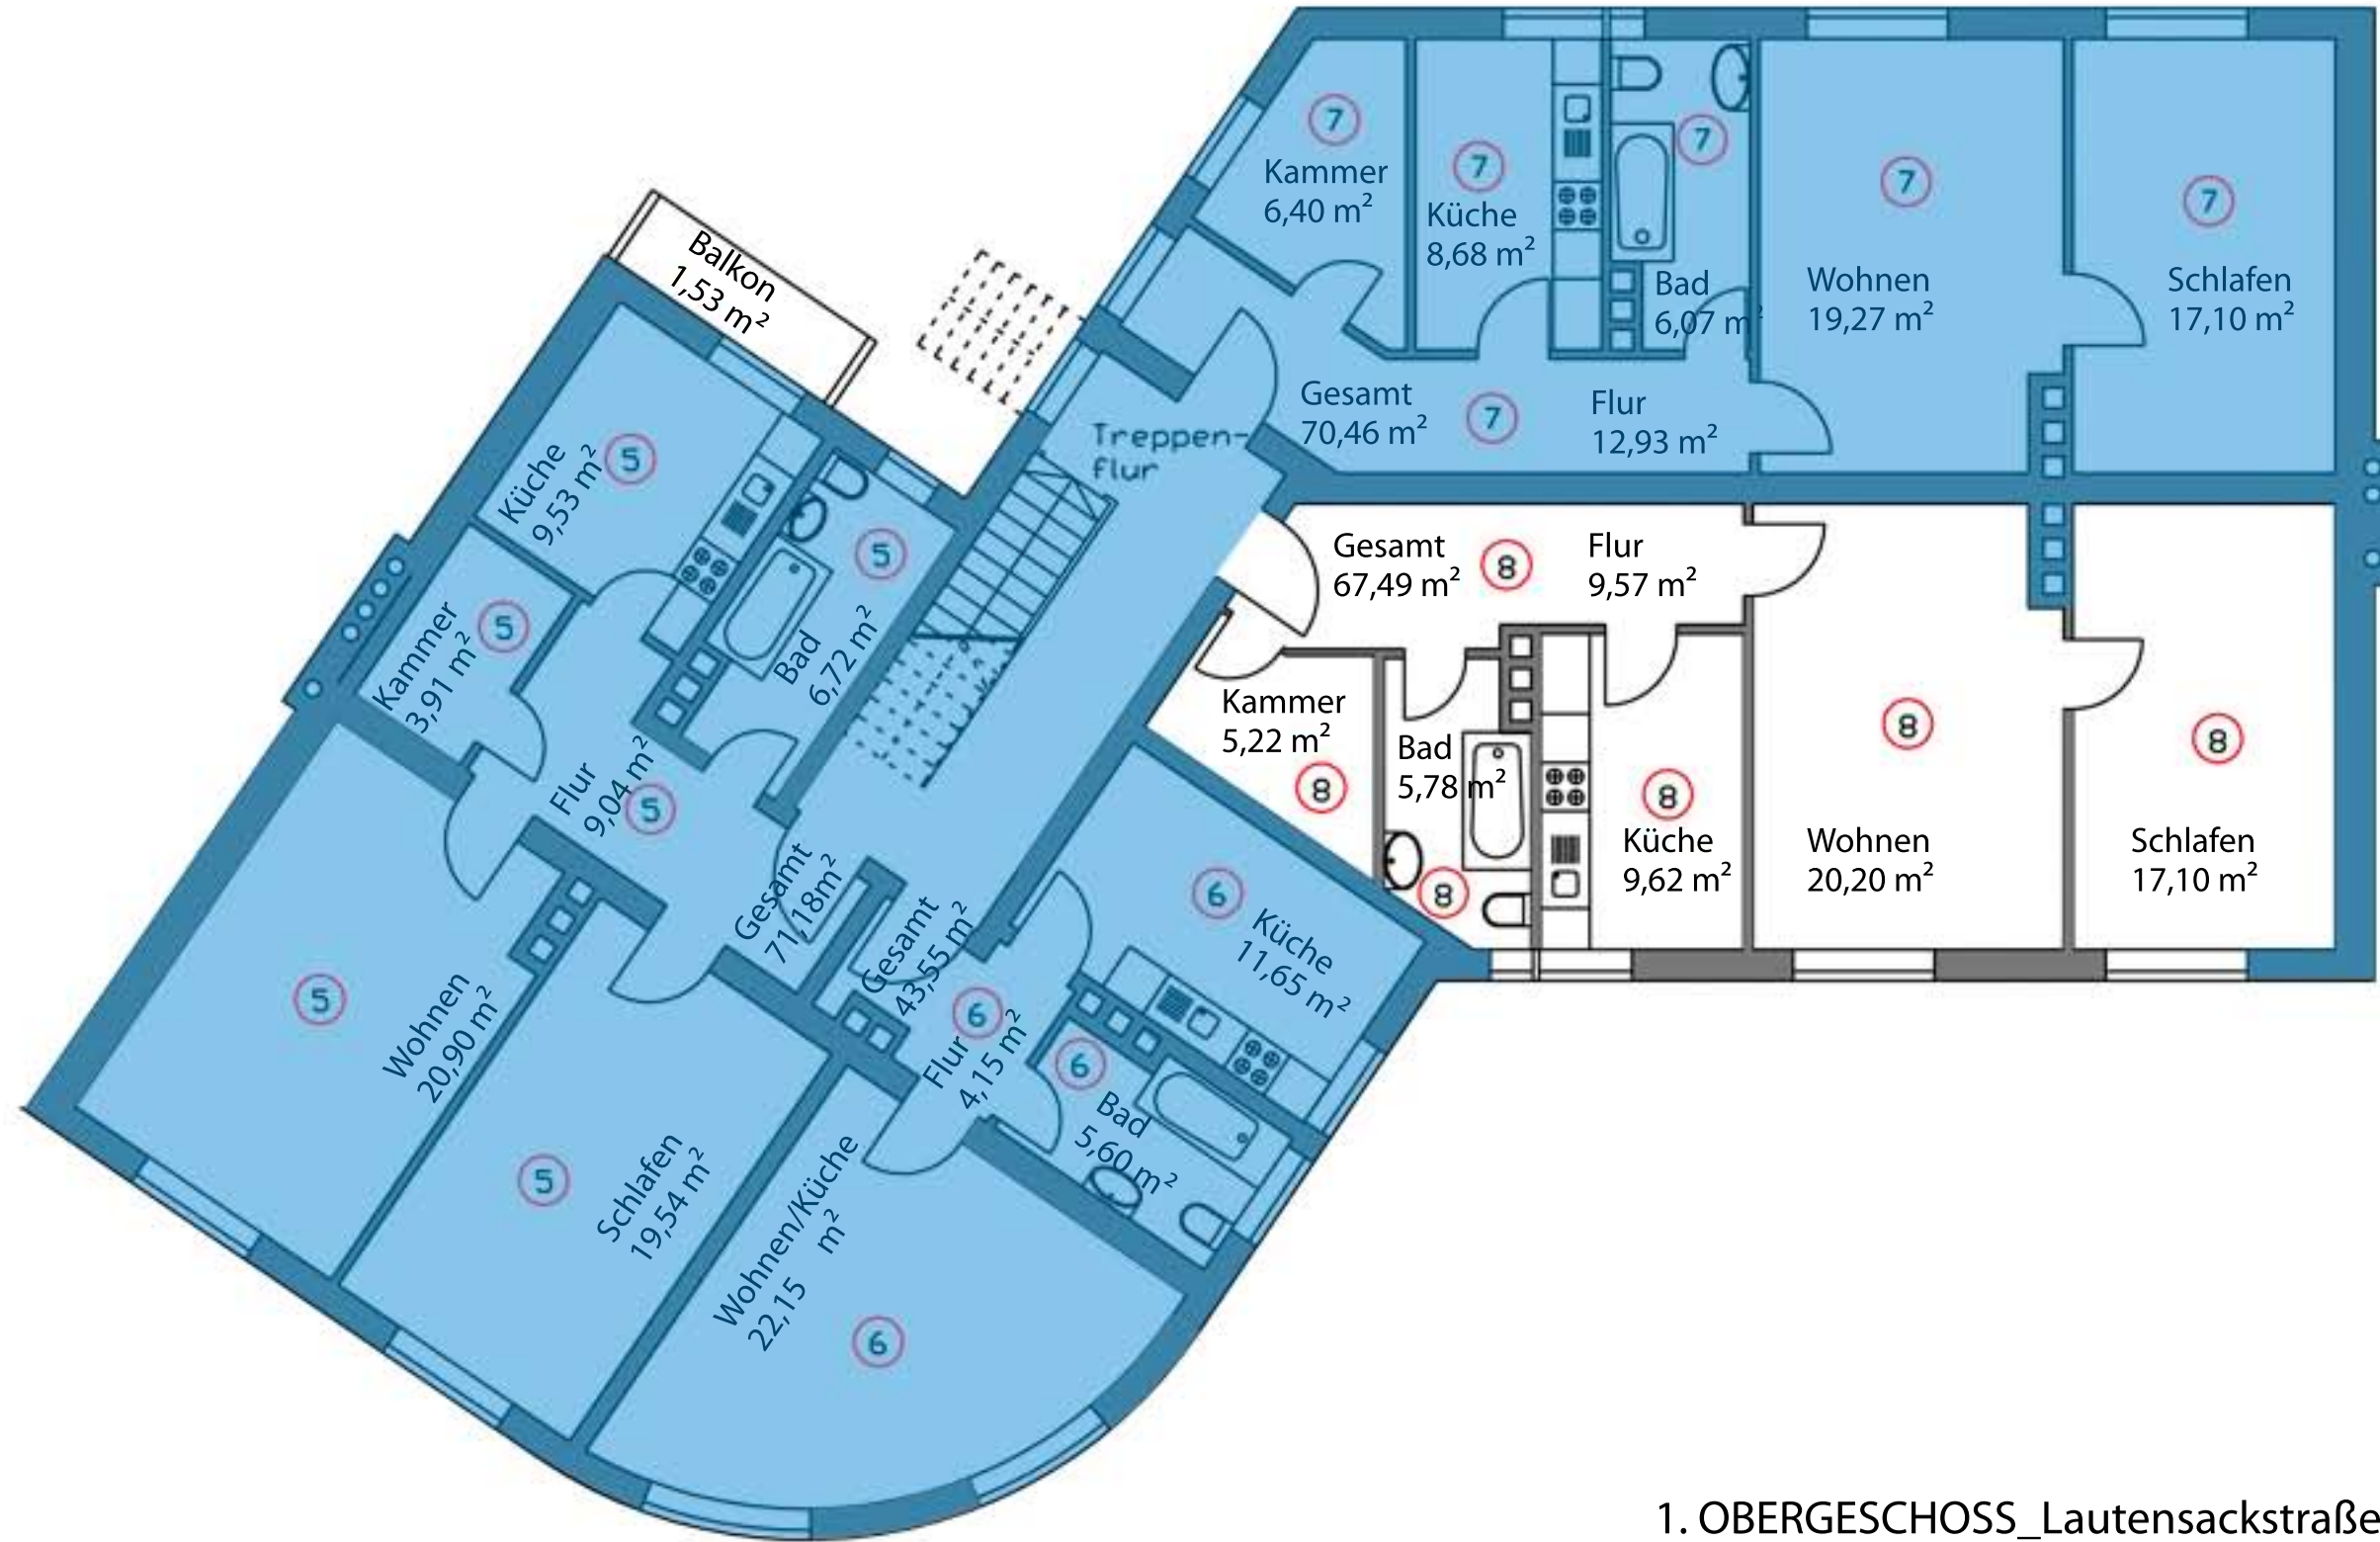 7
Kammer
6,40 m²
7
Küche
8,68 m²
7
Bad
6,07 m²
7
Wohnen
19,27 m²
7
Schlafen
17,10 m²
Gesamt
70,46 m²
7
Flur
12,93 m²
Balkon
1,53 m²
Treppen-
flur
5
Küche
9,53 m²
5
Kammer
3,91 m²
5
Bad
6,72 m²
Flur
9,04 m²
5
Gesamt
71,18m²
5
Wohnen
20,90 m²
5
Schlafen
19,54 m²
Gesamt
43,55 m²
6
Flur
4,15 m²
6
Küche
11,65 m²
6
Bad
5,60 m²
Wohnen/Küche
22,15 m²
6
Gesamt
67,49 m²
8
Flur
9,57 m²
Kammer
5,22 m²
8
Bad
5,78 m²
8
8
Küche
9,62 m²
8
Wohnen
20,20 m²
8
Schlafen
17,10 m²
1. OBERGESCHOSS_Lautensackstraße